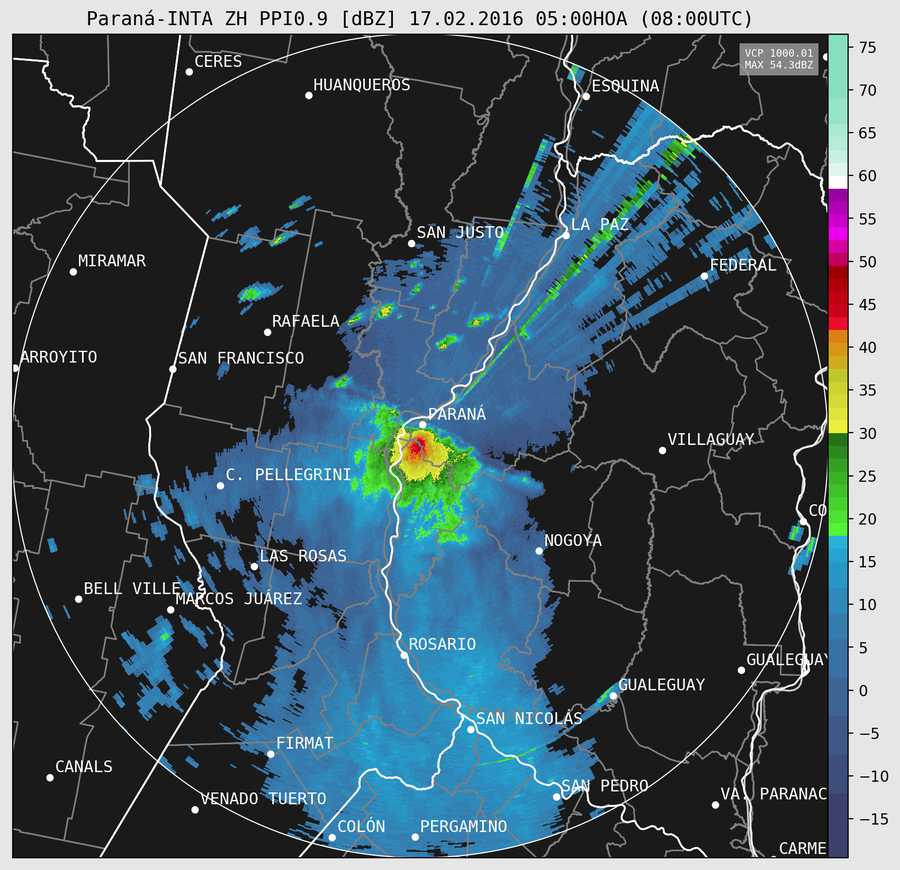 Paraná-INTA ZH PPI0.9 [dBZ] 17.02.2016 05:00HOA (08:00UTC)
VCP 1000.01
MAX 54.3dBZ
CERES
HUANQUEROS
ESQUINA
SAN JUSTO
LA PAZ
MIRAMAR
FEDERAL
RAFAELA
ARROYITO
SAN FRANCISCO
PARANÁ
VILLAGUAY
C. PELLEGRINI
CO
NOGOYA
LAS ROSAS
BELL VILLE
MARCOS JUÁREZ
ROSARIO
GUALEGUAY
GUALEGUAY
SAN NICOLÁS
FIRMAT
CANALS
SAN PEDRO
VENADO TUERTO
VA. PARANAC
COLÓN
PERGAMINO
CARME
75
70
65
60
55
50
45
40
35
30
25
20
15
10
5
0
−5
−10
−15